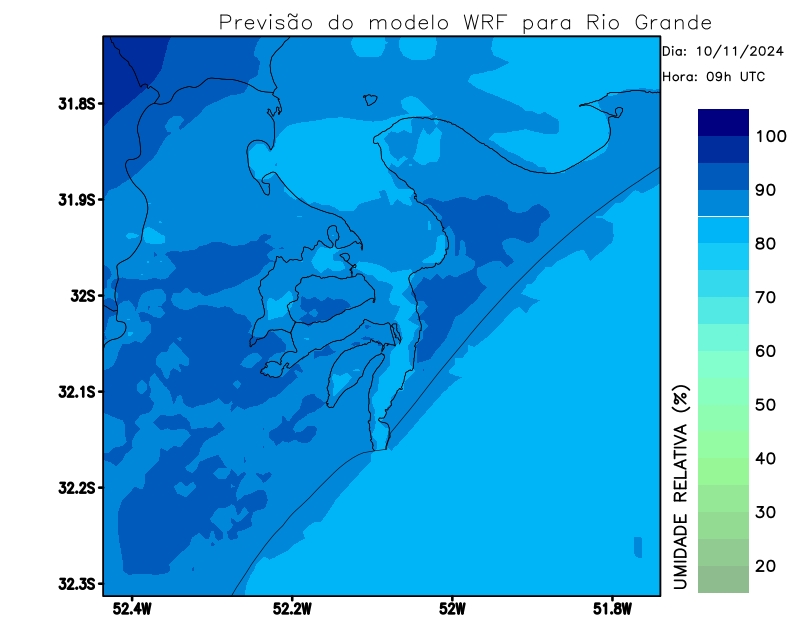 Previsão do modelo WRF para Rio Grande
Dia: 10/11/2024
Hora: 09h UTC
31.8S
31.9S
32S
32.1S
32.2S
32.3S
52.4W
52.2W
52W
51.8W
100
90
80
70
60
50
40
30
20
UMIDADE RELATIVA (%)